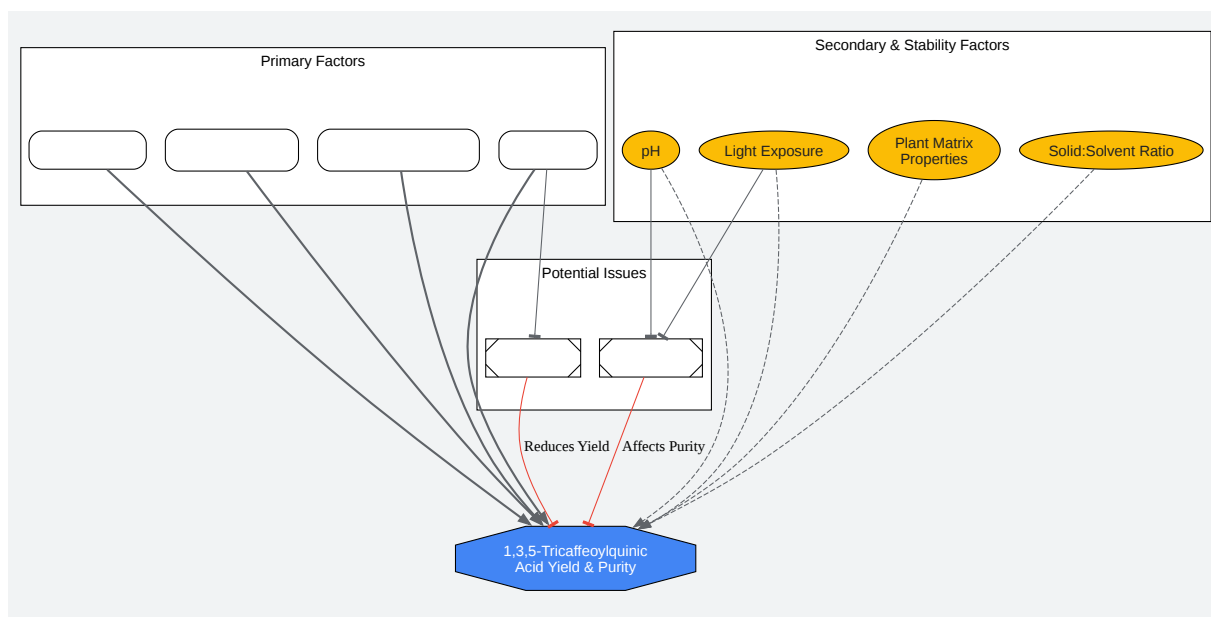 Primary Factors
Secondary & Stability Factors
pH
Light Exposure
Plant Matrix
Properties
Solid:Solvent Ratio
Potential Issues
Reduces Yield
Affects Purity
1,3,5-Tricaffeoylquinic
Acid Yield & Purity